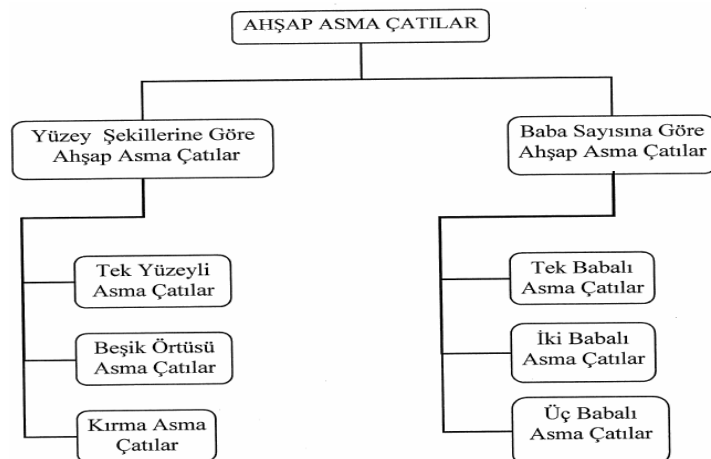 AHŞAP ASMA ÇATILAR
Yüzey Şekillerine Göre
Ahşap Asma Çatılar
Tek Yüzeyli
Asma Çatılar
Beşik Örtüsü
Asma Çatılar
Kırma Asma
Çatılar
Baba Sayısına Göre
Ahşap Asma Çatılar
Tek Babalı
Asma Çatılar
İki Babalı
Asma Çatılar
Üç Babalı
Asma Çatılar